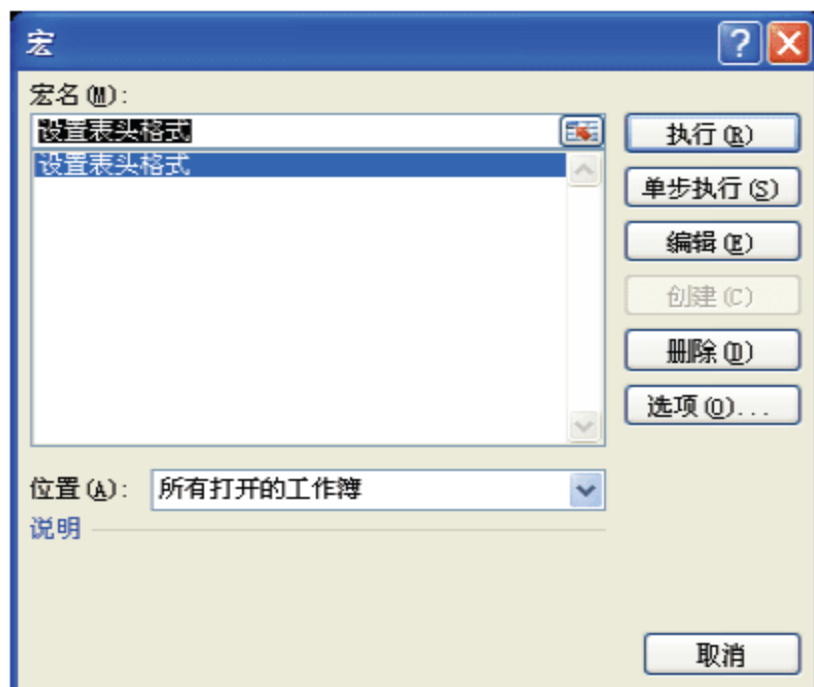 宏
宏名(M):
设置表头格式
设置表头格式
执行(R)
单步执行(S)
编辑(E)
创建(C)
删除(D)
选项(O)...
位置(A): 所有打开的工作簿
说明
取消